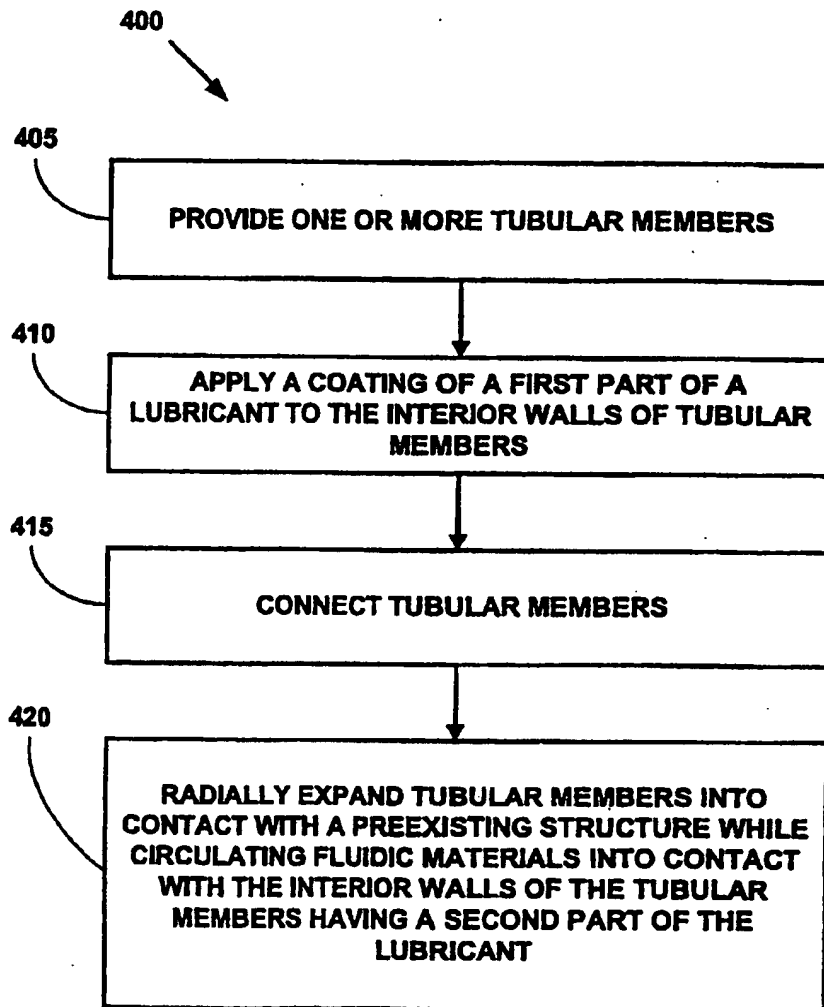 400
405
PROVIDE ONE OR MORE TUBULAR MEMBERS
410
APPLY A COATING OF A FIRST PART OF A
LUBRICANT TO THE INTERIOR WALLS OF TUBULAR
MEMBERS
415
CONNECT TUBULAR MEMBERS
420
RADIALLY EXPAND TUBULAR MEMBERS INTO
CONTACT WITH A PREEXISTING STRUCTURE WHILE
CIRCULATING FLUIDIC MATERIALS INTO CONTACT
WITH THE INTERIOR WALLS OF THE TUBULAR
MEMBERS HAVING A SECOND PART OF THE
LUBRICANT